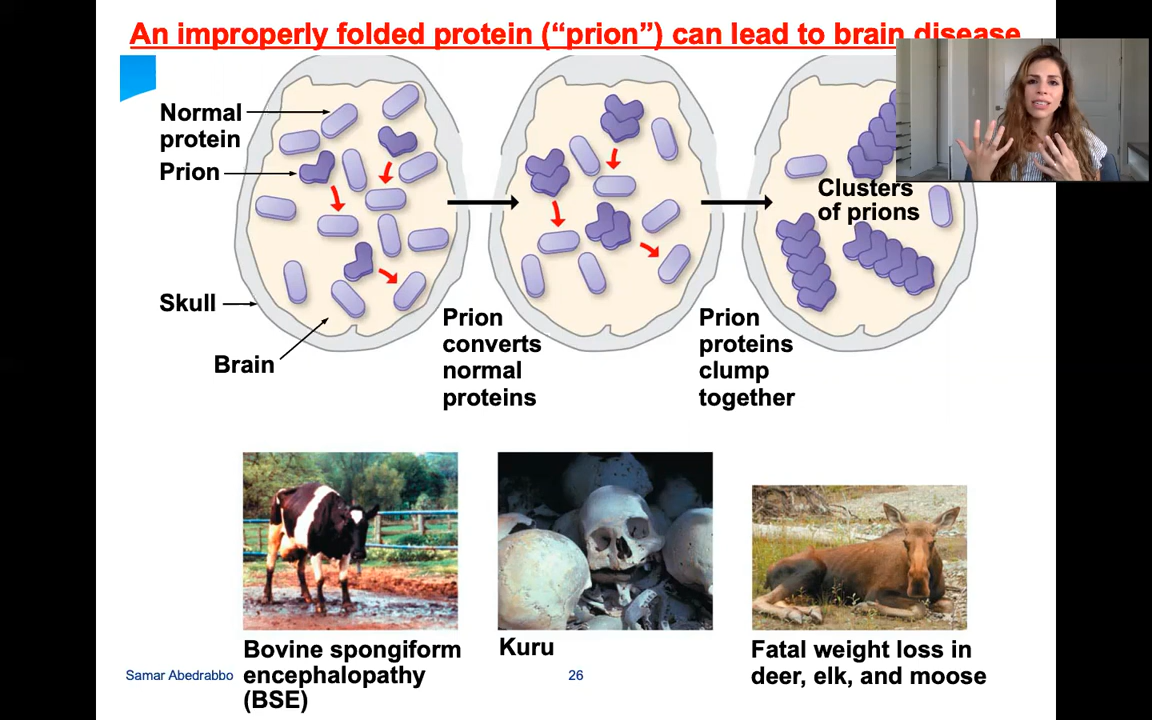 An improperly folded protein (“prion”) can lead to brain disease
Normal
protein
Prion
Skull
Brain
Prion
converts
normal
proteins
Prion
proteins
clump
together
Clusters
of prions
Bovine spongiform
encephalopathy
(BSE)
Kuru
Fatal weight loss in
deer, elk, and moose
Samar Abedrabbo
26